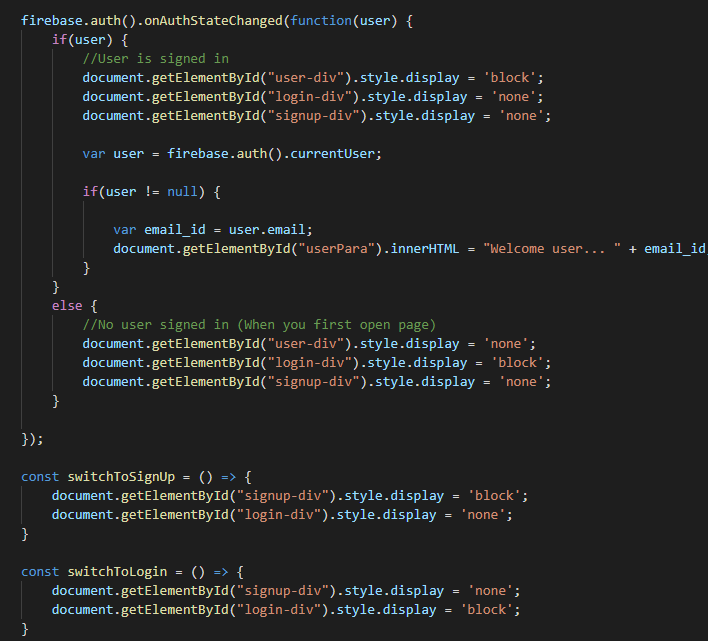 firebase.auth().onAuthStateChanged(function(user) {
    if(user) {
        //User is signed in
        document.getElementById("user-div").style.display = 'block';
        document.getElementById("login-div").style.display = 'none';
        document.getElementById("signup-div").style.display = 'none';

        var user = firebase.auth().currentUser;

        if(user != null) {

            var email_id = user.email;
            document.getElementById("userPara").innerHTML = "Welcome user... " + email_id;
        }
    }
    else {
        //No user signed in (When you first open page)
        document.getElementById("user-div").style.display = 'none';
        document.getElementById("login-div").style.display = 'block';
        document.getElementById("signup-div").style.display = 'none';
    }

});

const switchToSignUp = () => {
    document.getElementById("signup-div").style.display = 'block';
    document.getElementById("login-div").style.display = 'none';
}

const switchToLogin = () => {
    document.getElementById("signup-div").style.display = 'none';
    document.getElementById("login-div").style.display = 'block';
}